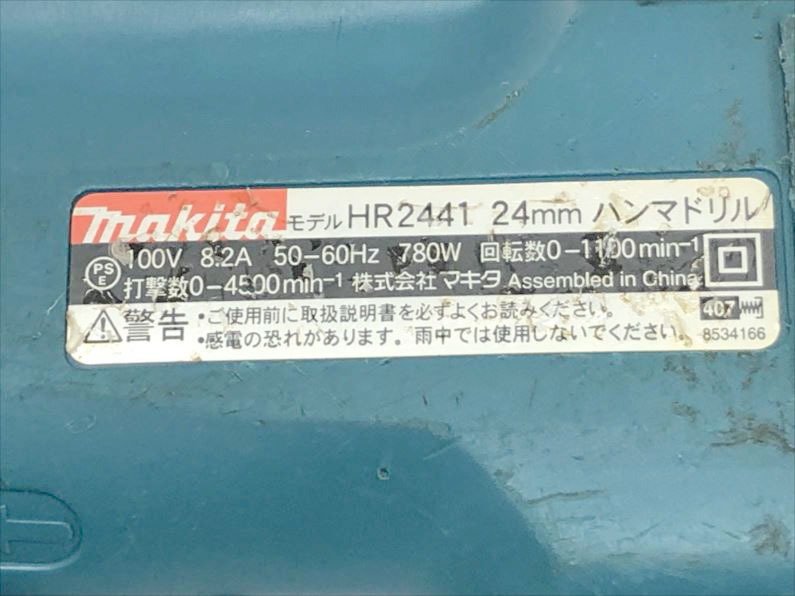 makita モデル HR2441 24mm ハンマドリル
PS E 100V 8.2A 50-60Hz 780W 回転数0-1100min-¹
打撃数0-4500min-¹ 株式会社 マキタ Assembled in China
警告 ・ご使用前に取扱説明書を必ずよくお読みください。
・感電の恐れがあります。雨中では使用しないでください。
407
8534166